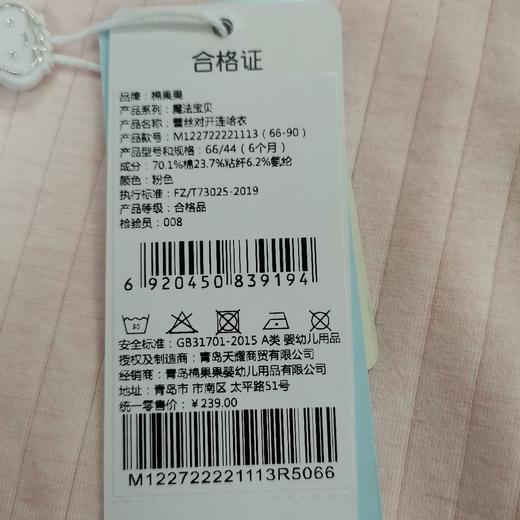 合格证
品牌：棉果果
产品系列：魔法宝贝
产品名称：蕾丝对开连哈衣
产品款号：M122722221113（66-90）
产品型号和规格：66/44（6个月）
成分：70.1%棉23.7%粘纤6.2%氨纶
颜色：粉色
执行标准：FZ/T73025-2019
产品等级：合格品
检验员：008
6 920450 839194
30
安全标准：GB31701-2015 A类 婴幼儿用品
授权及制造商：青岛天耀商贸有限公司
经销商：青岛棉果果婴幼儿用品有限公司
地址：青岛市 市南区 太平路51号
统一零售价：￥239.00
M122722221113R5066